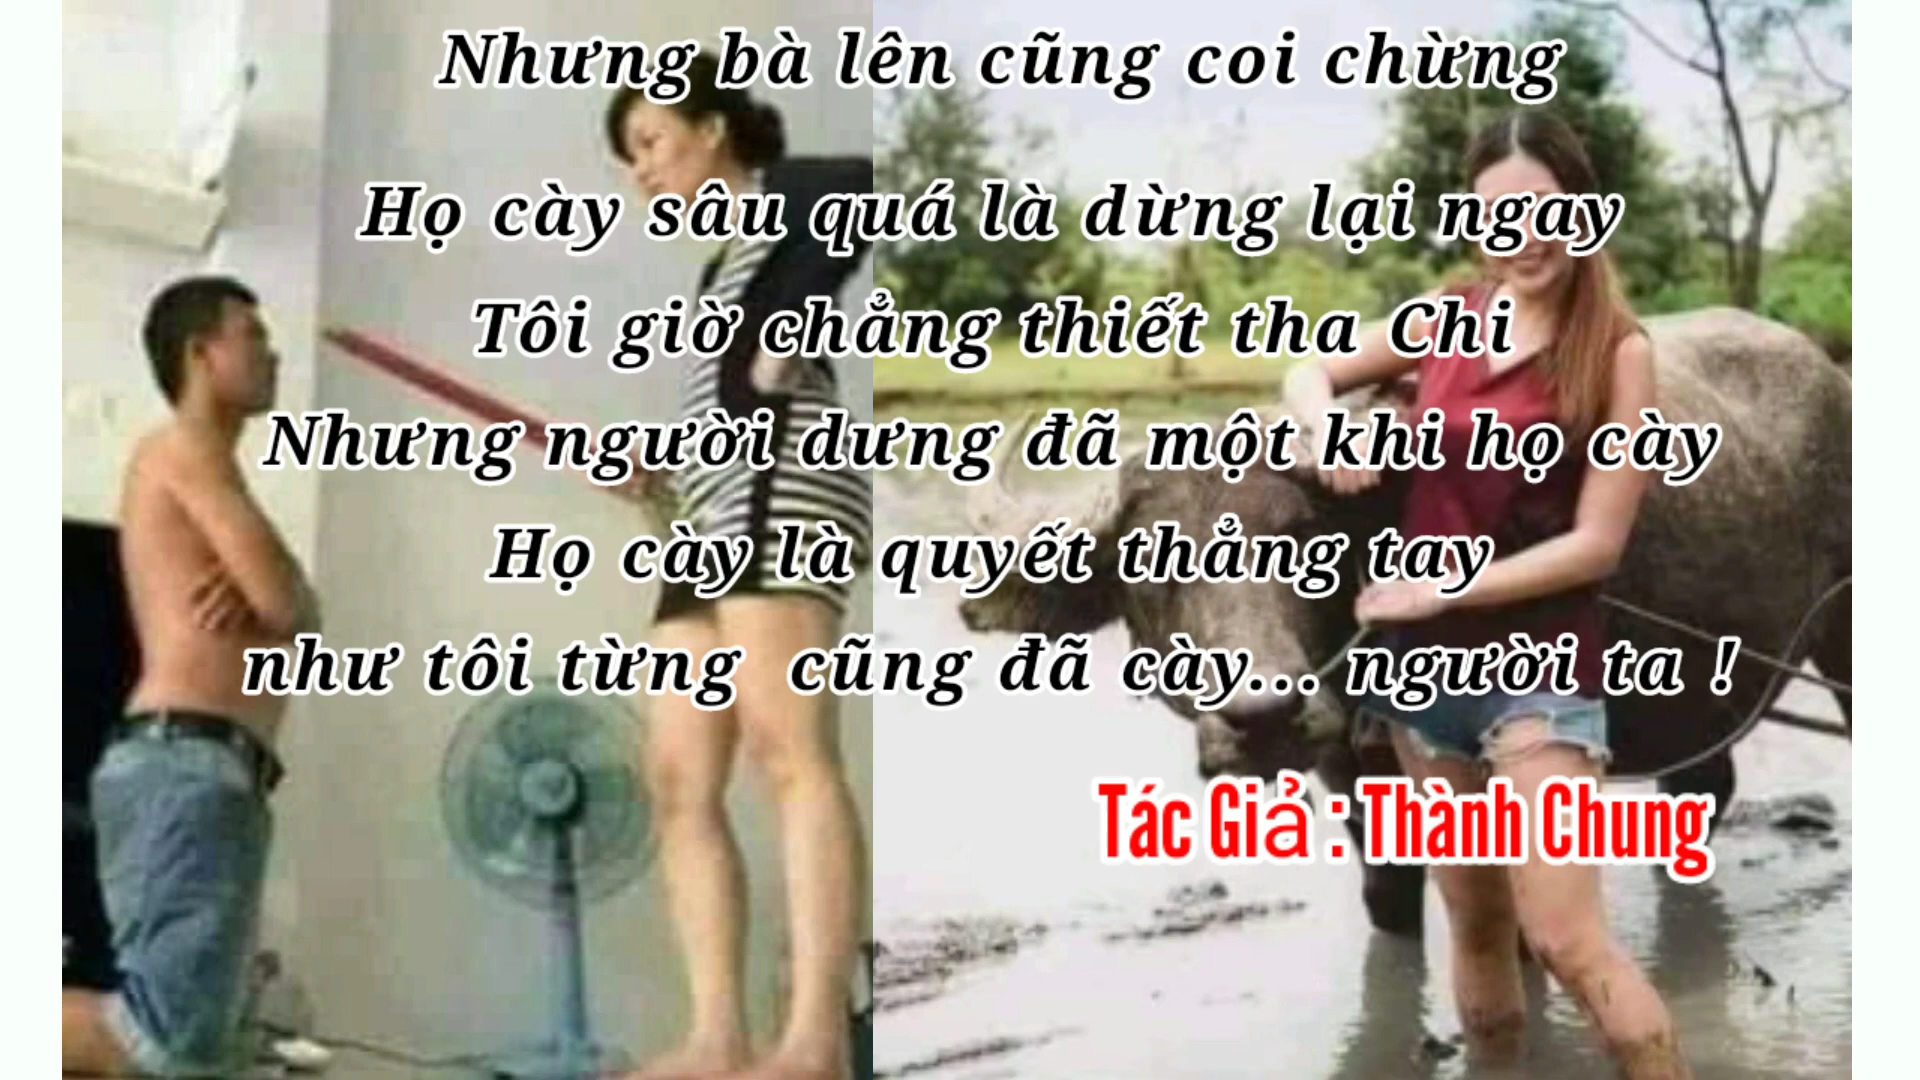 Nhưng bà lên cũng coi chừng
Họ cày sâu quá là dừng lại ngay
Tôi giờ chẳng thiết tha Chi
Nhưng người dưng đã một khi họ cày
Họ cày là quyết thẳng tay
như tôi từng cũng đã cày... người ta !
Tác Giả : Thành Chung